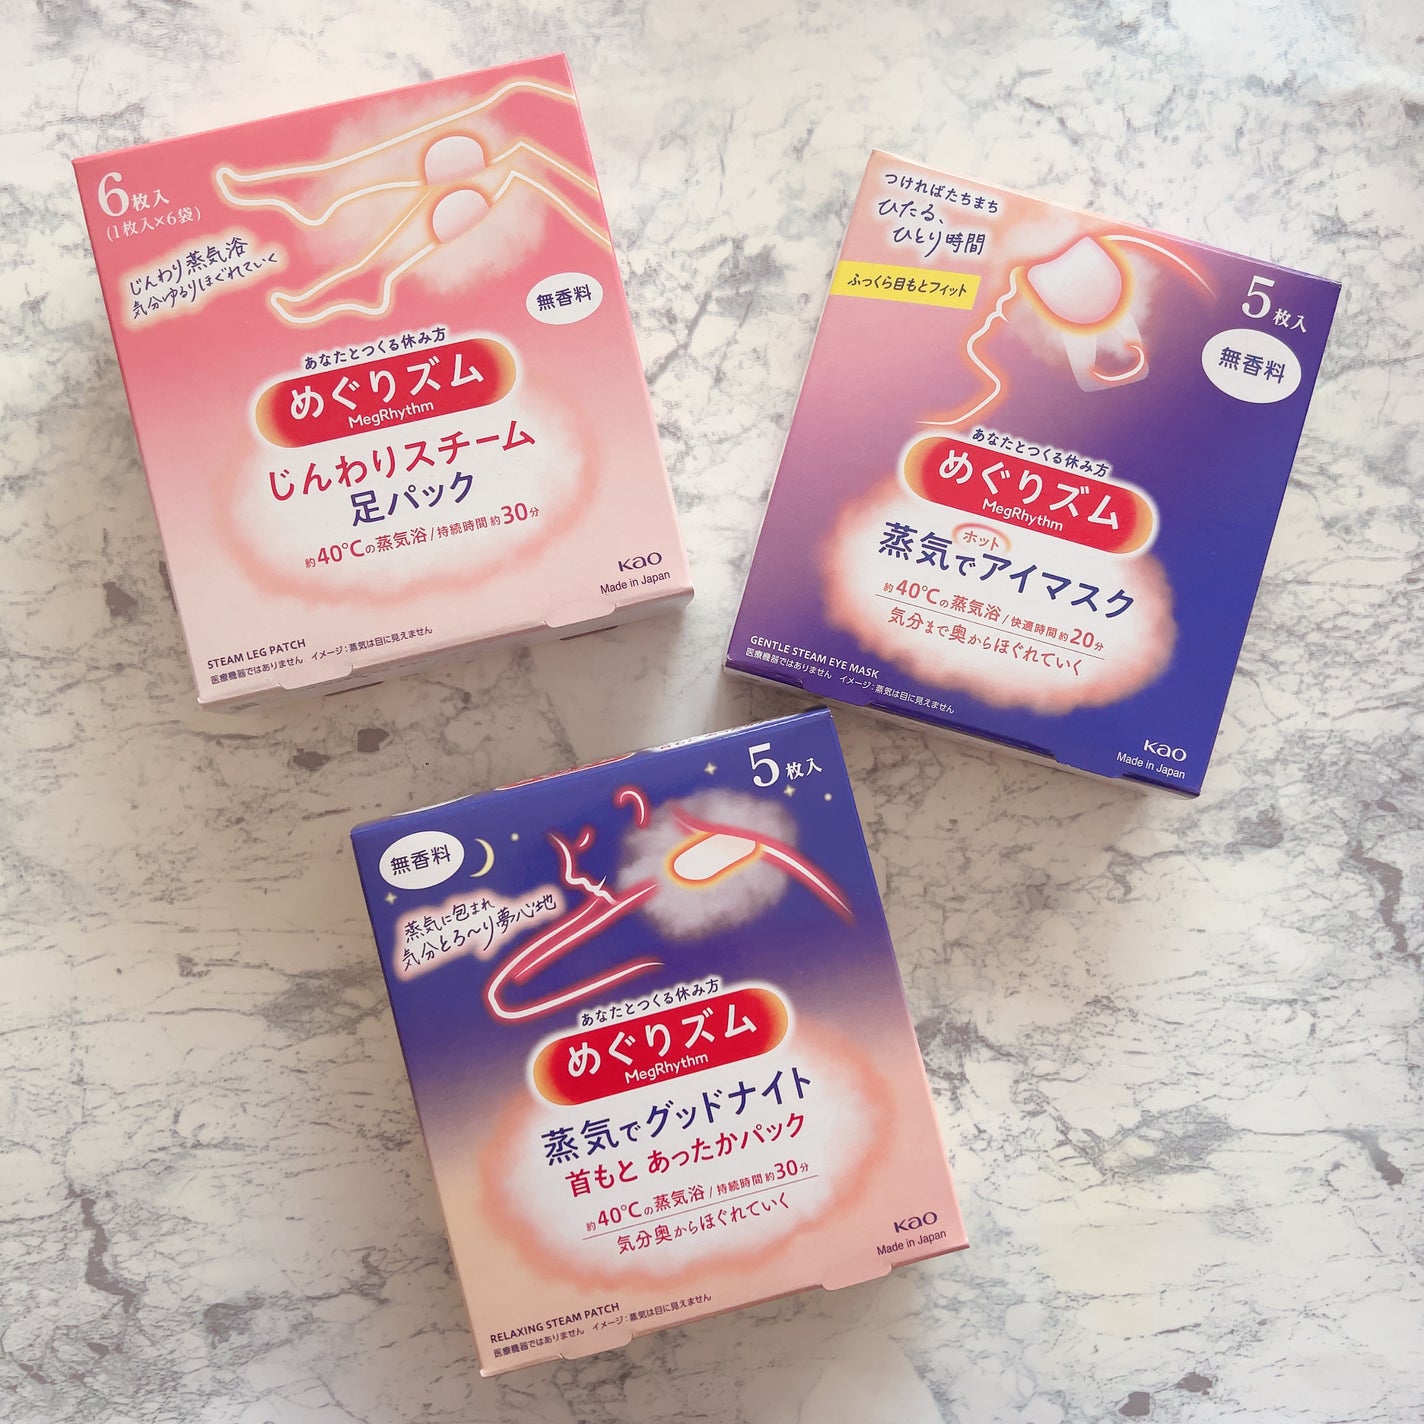 6枚入
(1枚入×6袋)
じんわり蒸気浴
気分ゆるりほぐれていく
無香料
あなたとつくる休み方
めぐりズム
MegRhythm
じんわりスチーム
足パック
約40℃の蒸気浴/持続時間 約30分
Kao
Made in Japan
STEAM LEG PATCH
医療機器ではありません イメージ:蒸気は目に見えません
つければたちまち
ひたる、
ひとり時間
ふっくら目もとフィット
5枚入
無香料
あなたとつくる休み方
めぐりズム
MegRhythm
ホット
蒸気でアイマスク
約40℃の蒸気浴/快適時間 約20分
気分まで奥からほぐれていく
GENTLE STEAM EYE MASK
医療機器ではありません イメージ:蒸気は目に見えません
Kao
Made in Japan
5枚入
無香料
蒸気に包まれ
気分とろ〜り夢心地
あなたとつくる休み方
めぐりズム
MegRhythm
蒸気でグッドナイト
首もと あったかパック
約40℃の蒸気浴/持続時間 約30分
気分奥からほぐれていく
Kao
Made in Japan
RELAXING STEAM PATCH
医療機器ではありません イメージ:蒸気は目に見えません